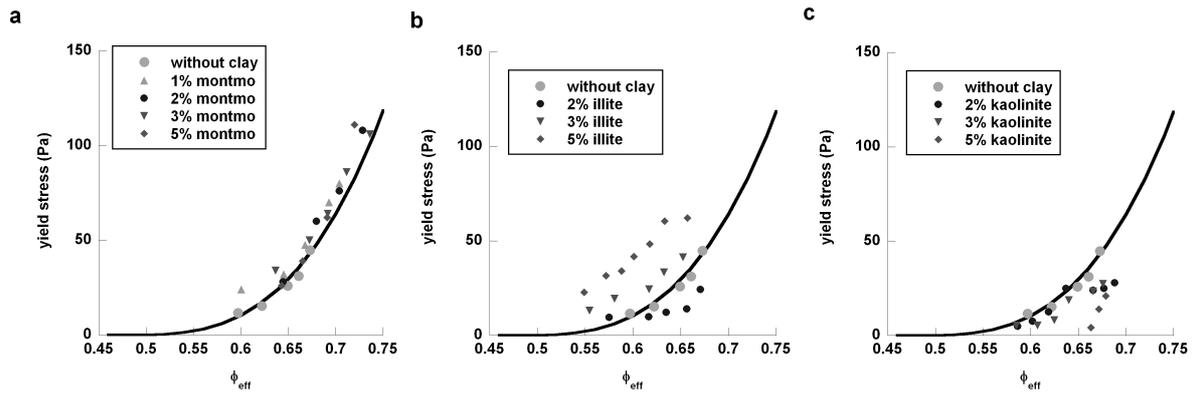 a
150
100
50
0
yield stress (Pa)
without clay
1% montmo
2% montmo
3% montmo
5% montmo
0.45 0.5 0.55 0.6 0.65 0.7 0.75
ϕeff
b
150
100
50
0
yield stress (Pa)
without clay
2% illite
3% illite
5% illite
0.45 0.5 0.55 0.6 0.65 0.7 0.75
ϕeff
c
150
100
50
0
yield stress (Pa)
without clay
2% kaolinite
3% kaolinite
5% kaolinite
0.45 0.5 0.55 0.6 0.65 0.7 0.75
ϕeff